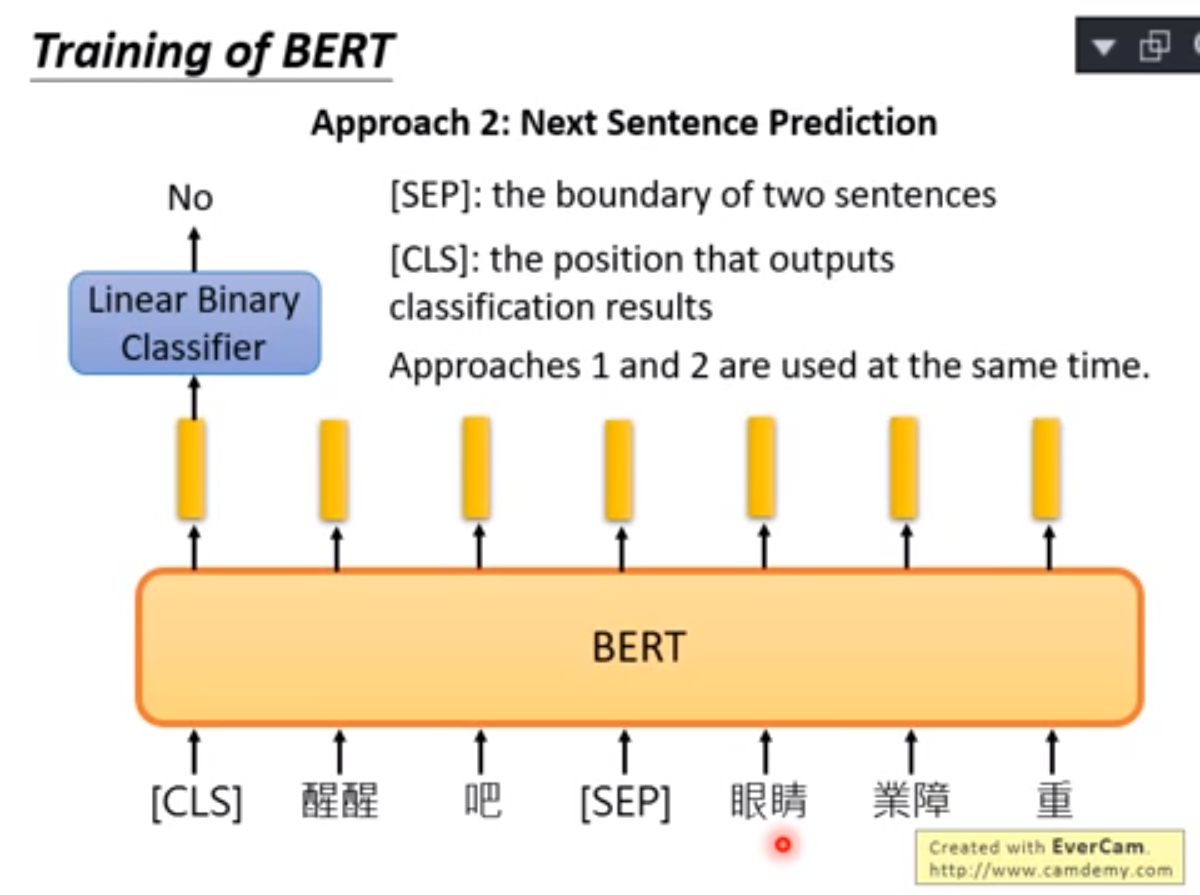 Training of BERT
Approach 2: Next Sentence Prediction
No
[SEP]: the boundary of two sentences
[CLS]: the position that outputs
classification results
Linear Binary
Classifier
Approaches 1 and 2 are used at the same time.
BERT
[CLS] 醒醒 吧 [SEP] 眼睛 業障 重
Created with EverCam.
http://www.camdemy.com